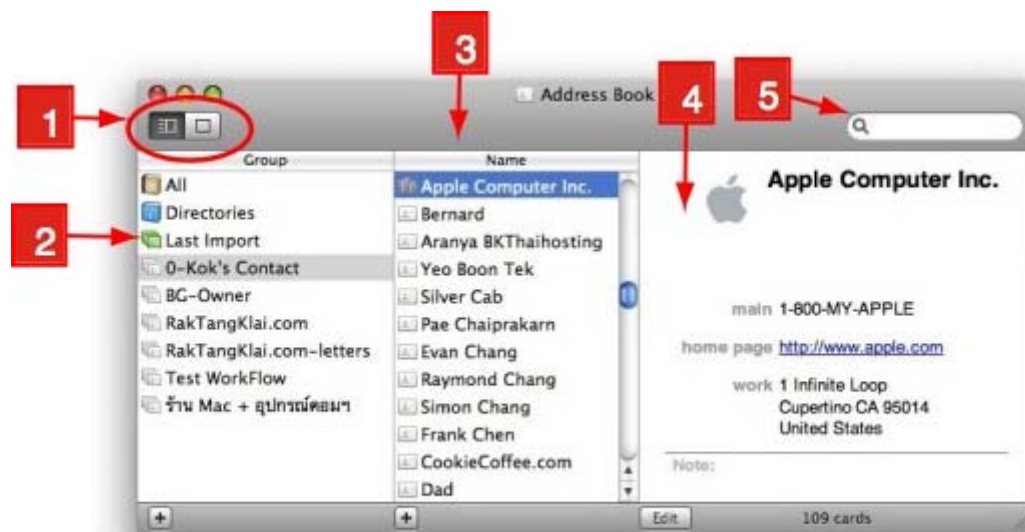 3
4
5
1
2
Address Book
Group
All
Directories
Last Import
0-Kok's Contact
BG-Owner
RakTangKlai.com
RakTangKlai.com-letters
Test WorkFlow
ร้าน Mac + อุปกรณ์คอมฯ
Name
Apple Computer Inc.
Bernard
Aranya BKThaihosting
Yeo Boon Tek
Silver Cab
Pae Chaiprakarn
Evan Chang
Raymond Chang
Simon Chang
Frank Chen
CookieCoffee.com
Dad
Apple Computer Inc.
main 1-800-MY-APPLE
home page http://www.apple.com
work 1 Infinite Loop
Cupertino CA 95014
United States
Note:
Edit
109 cards